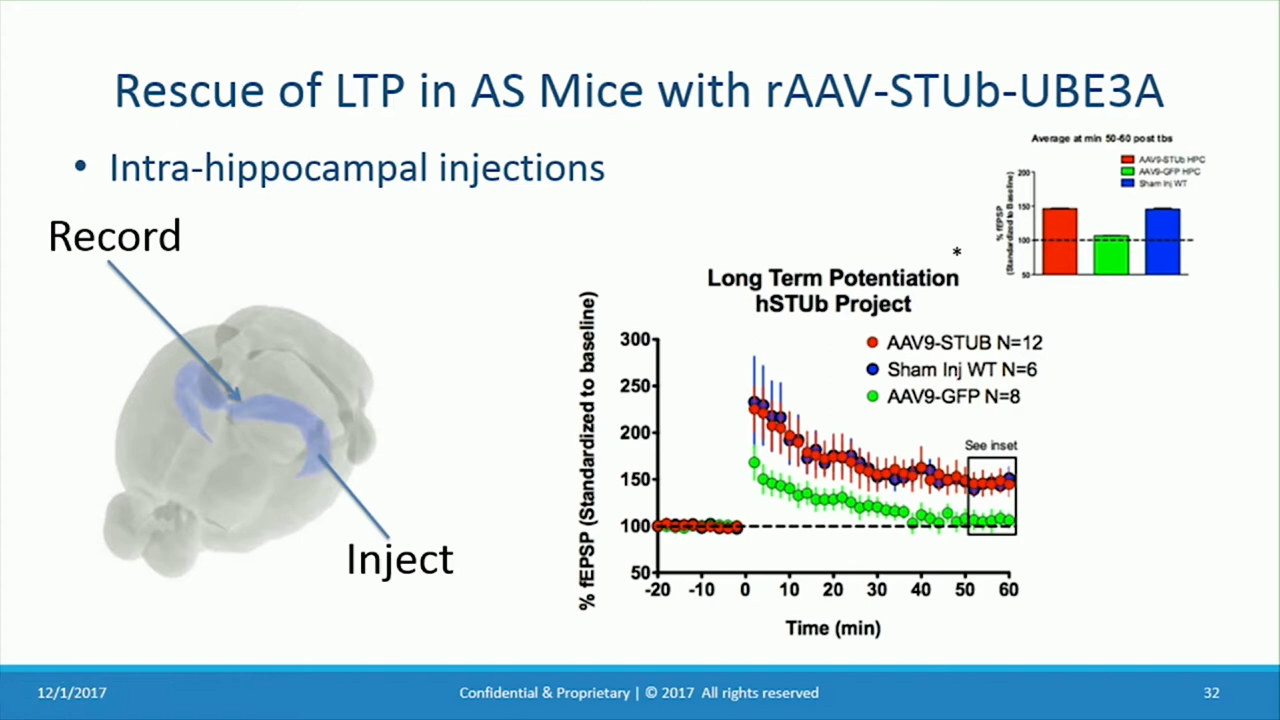 Rescue of LTP in AS Mice with rAAV-STUb-UBE3A
• Intra-hippocampal injections
Record
Inject
Average at min 50-60 post tbs
AAV9-STUb HPC
AAV9-GFP HPC
Sham Inj WT
% fEPSP
(Standardized to Baseline)
200
150
100
50
*
Long Term Potentiation
hSTUb Project
AAV9-STUB N=12
Sham Inj WT N=6
AAV9-GFP N=8
See inset
% fEPSP (Standardized to baseline)
300
250
200
150
100
50
-20 -10 0 10 20 30 40 50 60
Time (min)
12/1/2017 Confidential & Proprietary | © 2017 All rights reserved 32